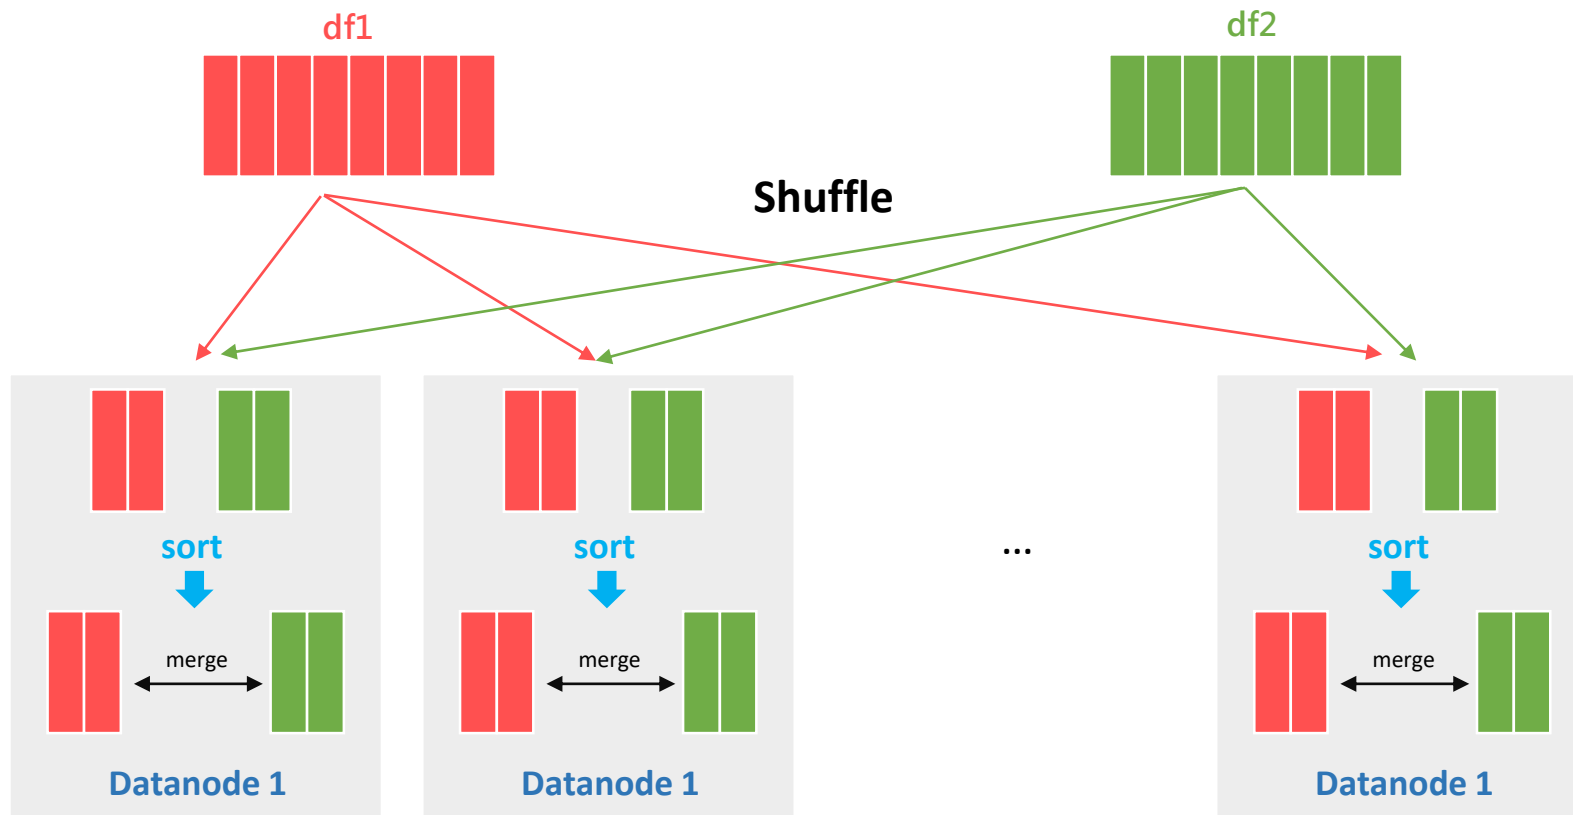 df1
df2
Shuffle
sort
sort
...
sort
merge
merge
merge
Datanode 1
Datanode 1
Datanode 1